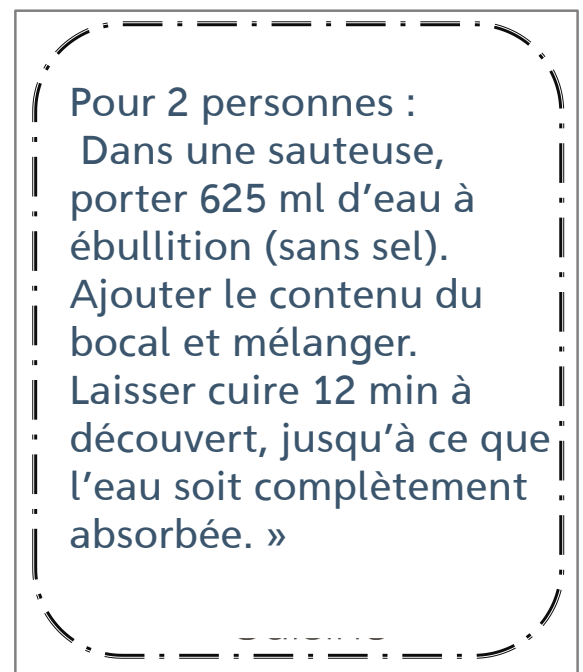 Pour 2 personnes :
Dans une sauteuse,
porter 625 ml d’eau à
ébullition (sans sel).
Ajouter le contenu du
bocal et mélanger.
Laisser cuire 12 min à
découvert, jusqu’à ce que
l’eau soit complètement
absorbée. »